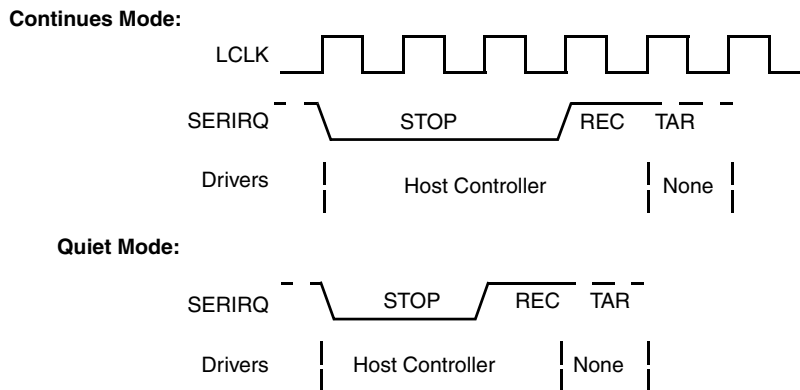 Continues Mode:
LCLK
SERIRQ STOP REC TAR
Drivers Host Controller None
Quiet Mode:
SERIRQ STOP REC TAR
Drivers Host Controller None